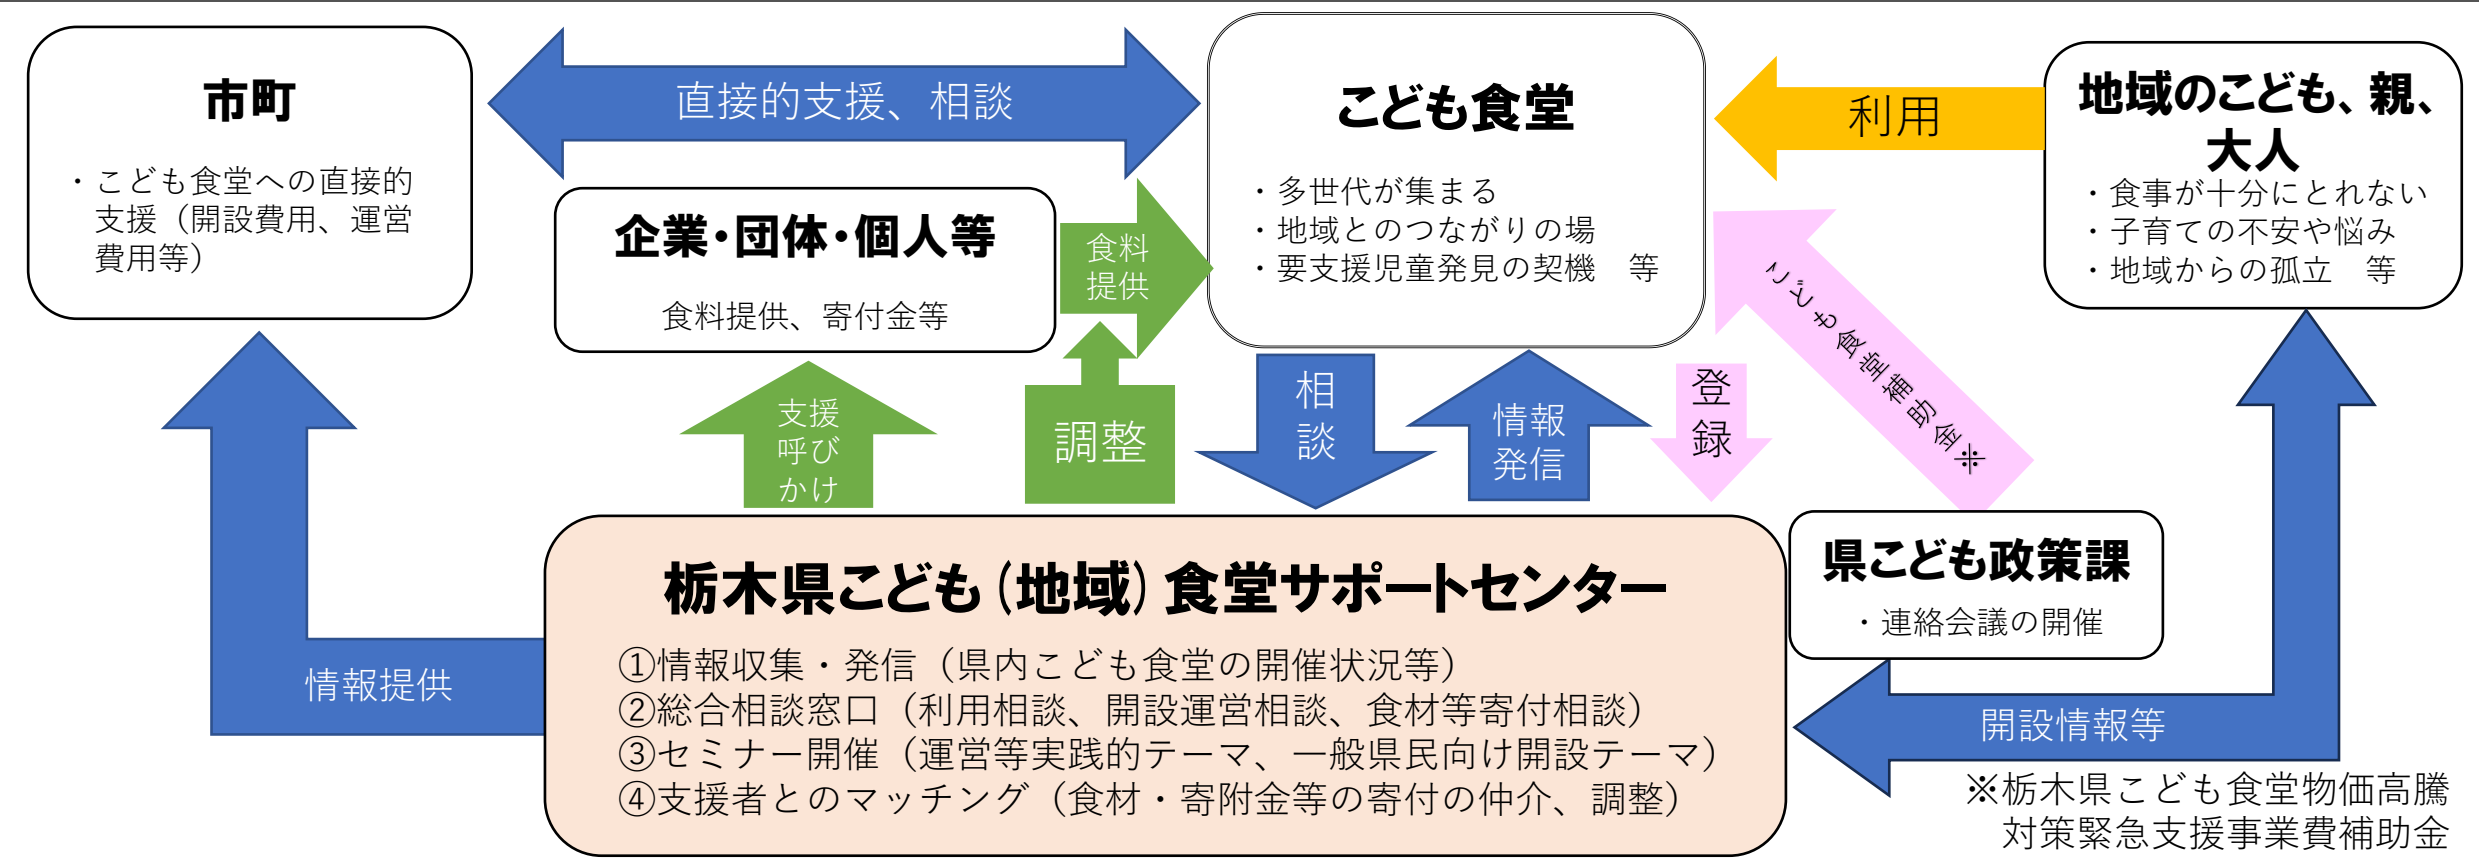 市町
・こども食堂への直接的
支援（開設費用、運営
費用等）
直接的支援、相談
こども食堂
・多世代が集まる
・地域とのつながりの場
・要支援児童発見の契機　等
利用
地域のこども、親、
大人
・食事が十分にとれない
・子育ての不安や悩み
・地域からの孤立　等
企業・団体・個人等
食料提供、寄付金等
食料
提供
支援
呼び
かけ
調整
相
談
情報
発信
登
録
こども食堂補助金※
県こども政策課
・連絡会議の開催
情報提供
栃木県こども（地域）食堂サポートセンター
①情報収集・発信（県内こども食堂の開催状況等）
②総合相談窓口（利用相談、開設運営相談、食材等寄付相談）
③セミナー開催（運営等実践的テーマ、一般県民向け開設テーマ）
④支援者とのマッチング（食材・寄附金等の寄付の仲介、調整）
開設情報等
※栃木県こども食堂物価高騰
対策緊急支援事業費補助金